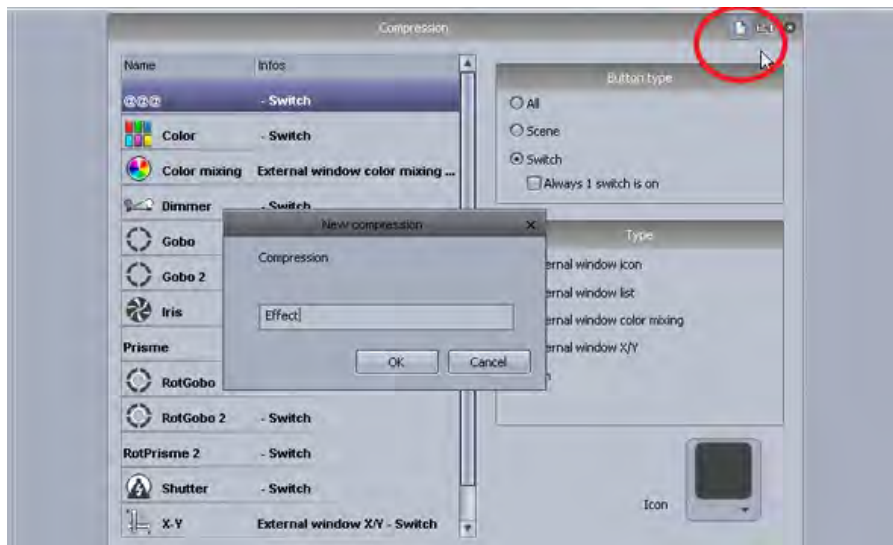 Compression
Name Infos
@@@ - Switch
Color - Switch
Color mixing External window color mixing ...
Dimmer - Switch
Gobo
Gobo 2
Iris
Prisme
RotGobo
RotGobo 2 - Switch
RotPrisme 2 - Switch
Shutter - Switch
X-Y External window X/Y - Switch
New compression
Compression
Effect
OK Cancel
Button type
All
Scene
Switch
Always 1 switch is on
Type
ernal window icon
ernal window list
ernal window color mixing
ernal window X/Y
Icon